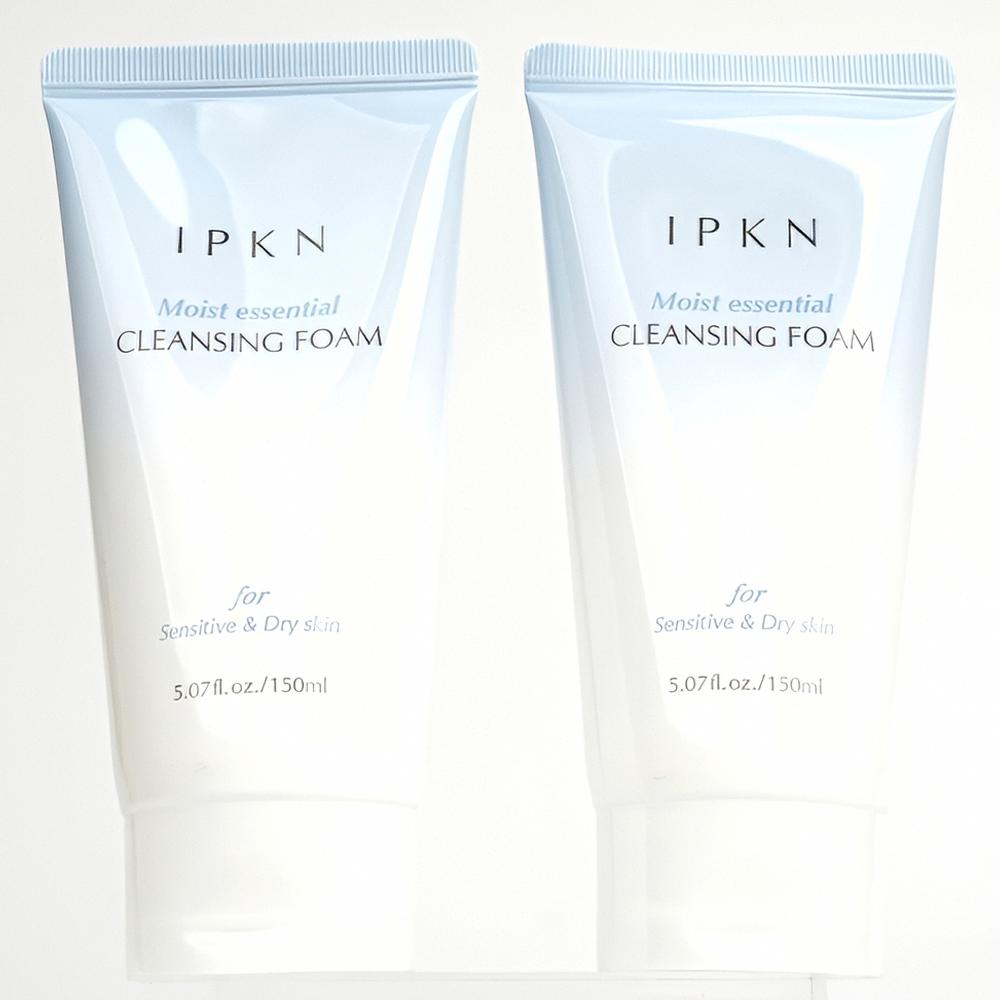 IPKN
Moist essential
CLEANSING FOAM
for
Sensitive & Dry skin
5.07fl.oz./150ml
IPKN
Moist essential
CLEANSING FOAM
for
Sensitive & Dry skin
5.07fl.oz./150ml